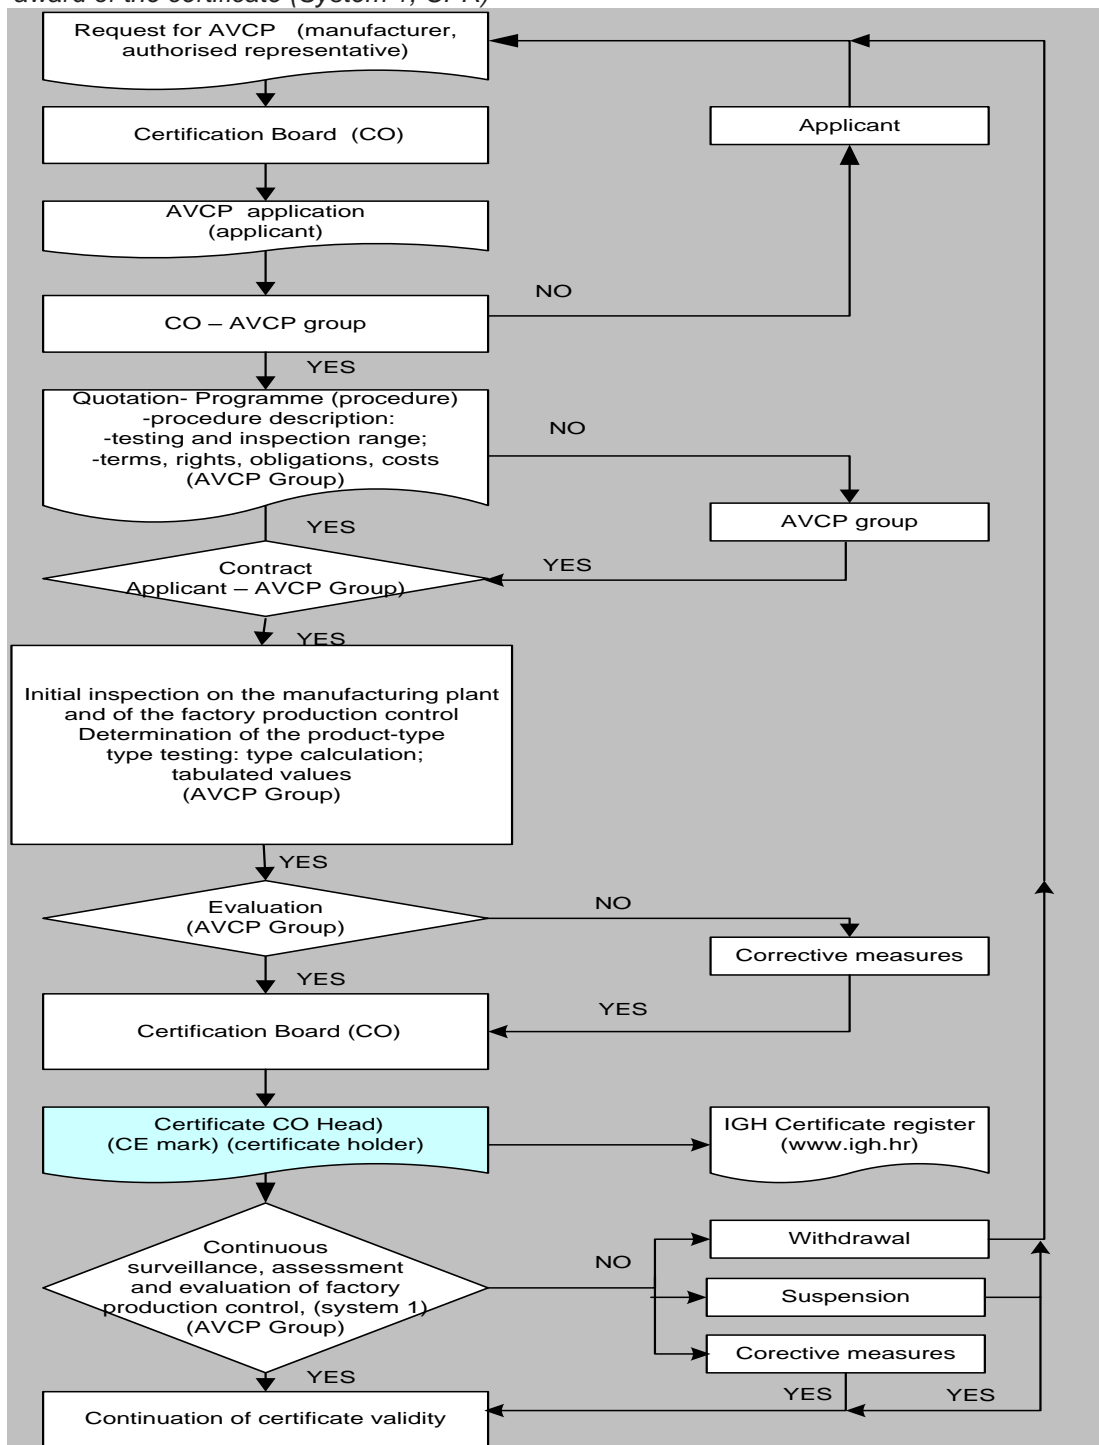 award of the certificate (System 1, CPR)
Request for AVCP (manufacturer,
authorised representative)
Applicant
Certification Board (CO)
AVCP application
(applicant)
NO
CO – AVCP group
YES
Quotation- Programme (procedure)
-procedure description:
-testing and inspection range;
-terms, rights, obligations, costs
(AVCP Group)
NO
AVCP group
YES
Contract
Applicant – AVCP Group)
YES
YES
Initial inspection on the manufacturing plant
and of the factory production control
Determination of the product-type
type testing: type calculation;
tabulated values
(AVCP Group)
YES
Evaluation
(AVCP Group)
NO
Corrective measures
YES
YES
Certification Board (CO)
Certificate CO Head)
(CE mark) (certificate holder)
IGH Certificate register
(www.igh.hr)
Continuous
surveillance, assessment
and evaluation of factory
production control, (system 1)
(AVCP Group)
NO
Withdrawal
Suspension
Corective measures
YES
YES
YES
Continuation of certificate validity